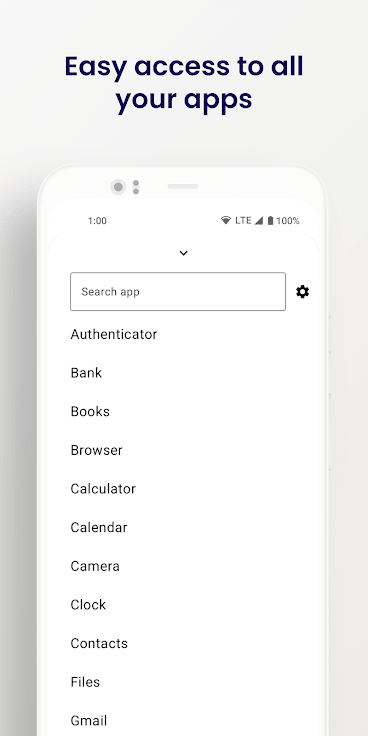 Easy access to all
your apps
1:00 LTE 100%
Search app
Authenticator
Bank
Books
Browser
Calculator
Calendar
Camera
Clock
Contacts
Files
Gmail